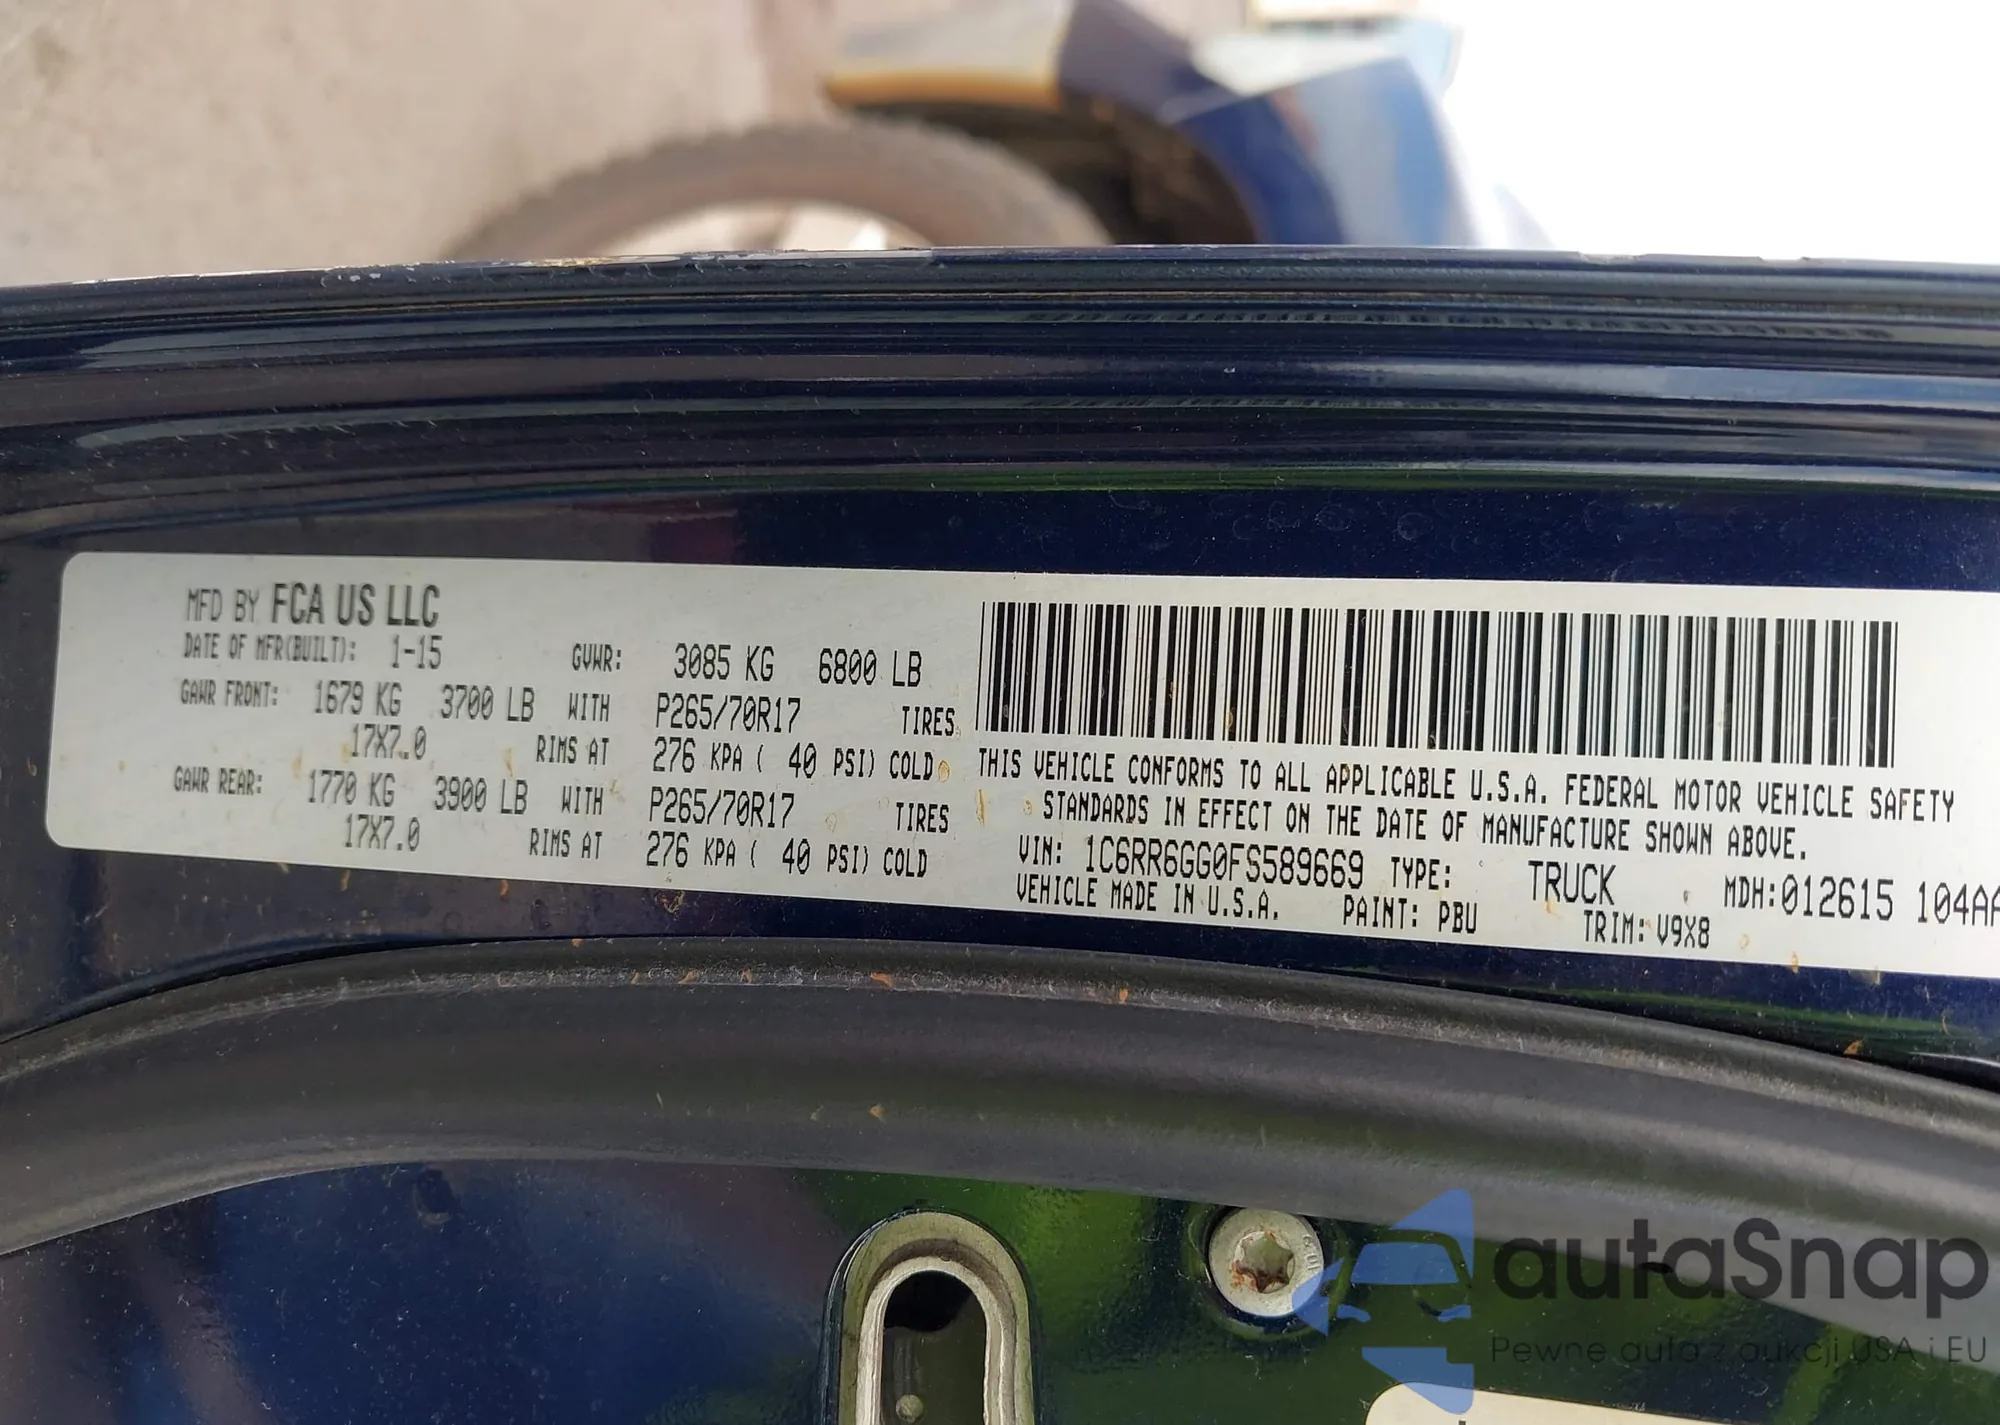 MFD BY FCA US LLC
DATE OF MFR(BUILT): 1-15 GVWR: 3085 KG 6800 LB
GAWR FRONT: 1679 KG 3700 LB WITH P265/70R17 TIRES
17X7.0 RIMS AT 276 KPA ( 40 PSI) COLD
GAWR REAR: 1770 KG 3900 LB WITH P265/70R17 TIRES
17X7.0 RIMS AT 276 KPA ( 40 PSI) COLD
THIS VEHICLE CONFORMS TO ALL APPLICABLE U.S.A. FEDERAL MOTOR VEHICLE SAFETY
STANDARDS IN EFFECT ON THE DATE OF MANUFACTURE SHOWN ABOVE.
VIN: 1C6RR6GG0FS589669 TYPE: TRUCK MDH:012615 104AA
VEHICLE MADE IN U.S.A. PAINT: PBU TRIM: V9X8
autaSnap
Pewne auta z aukcji USA i EU